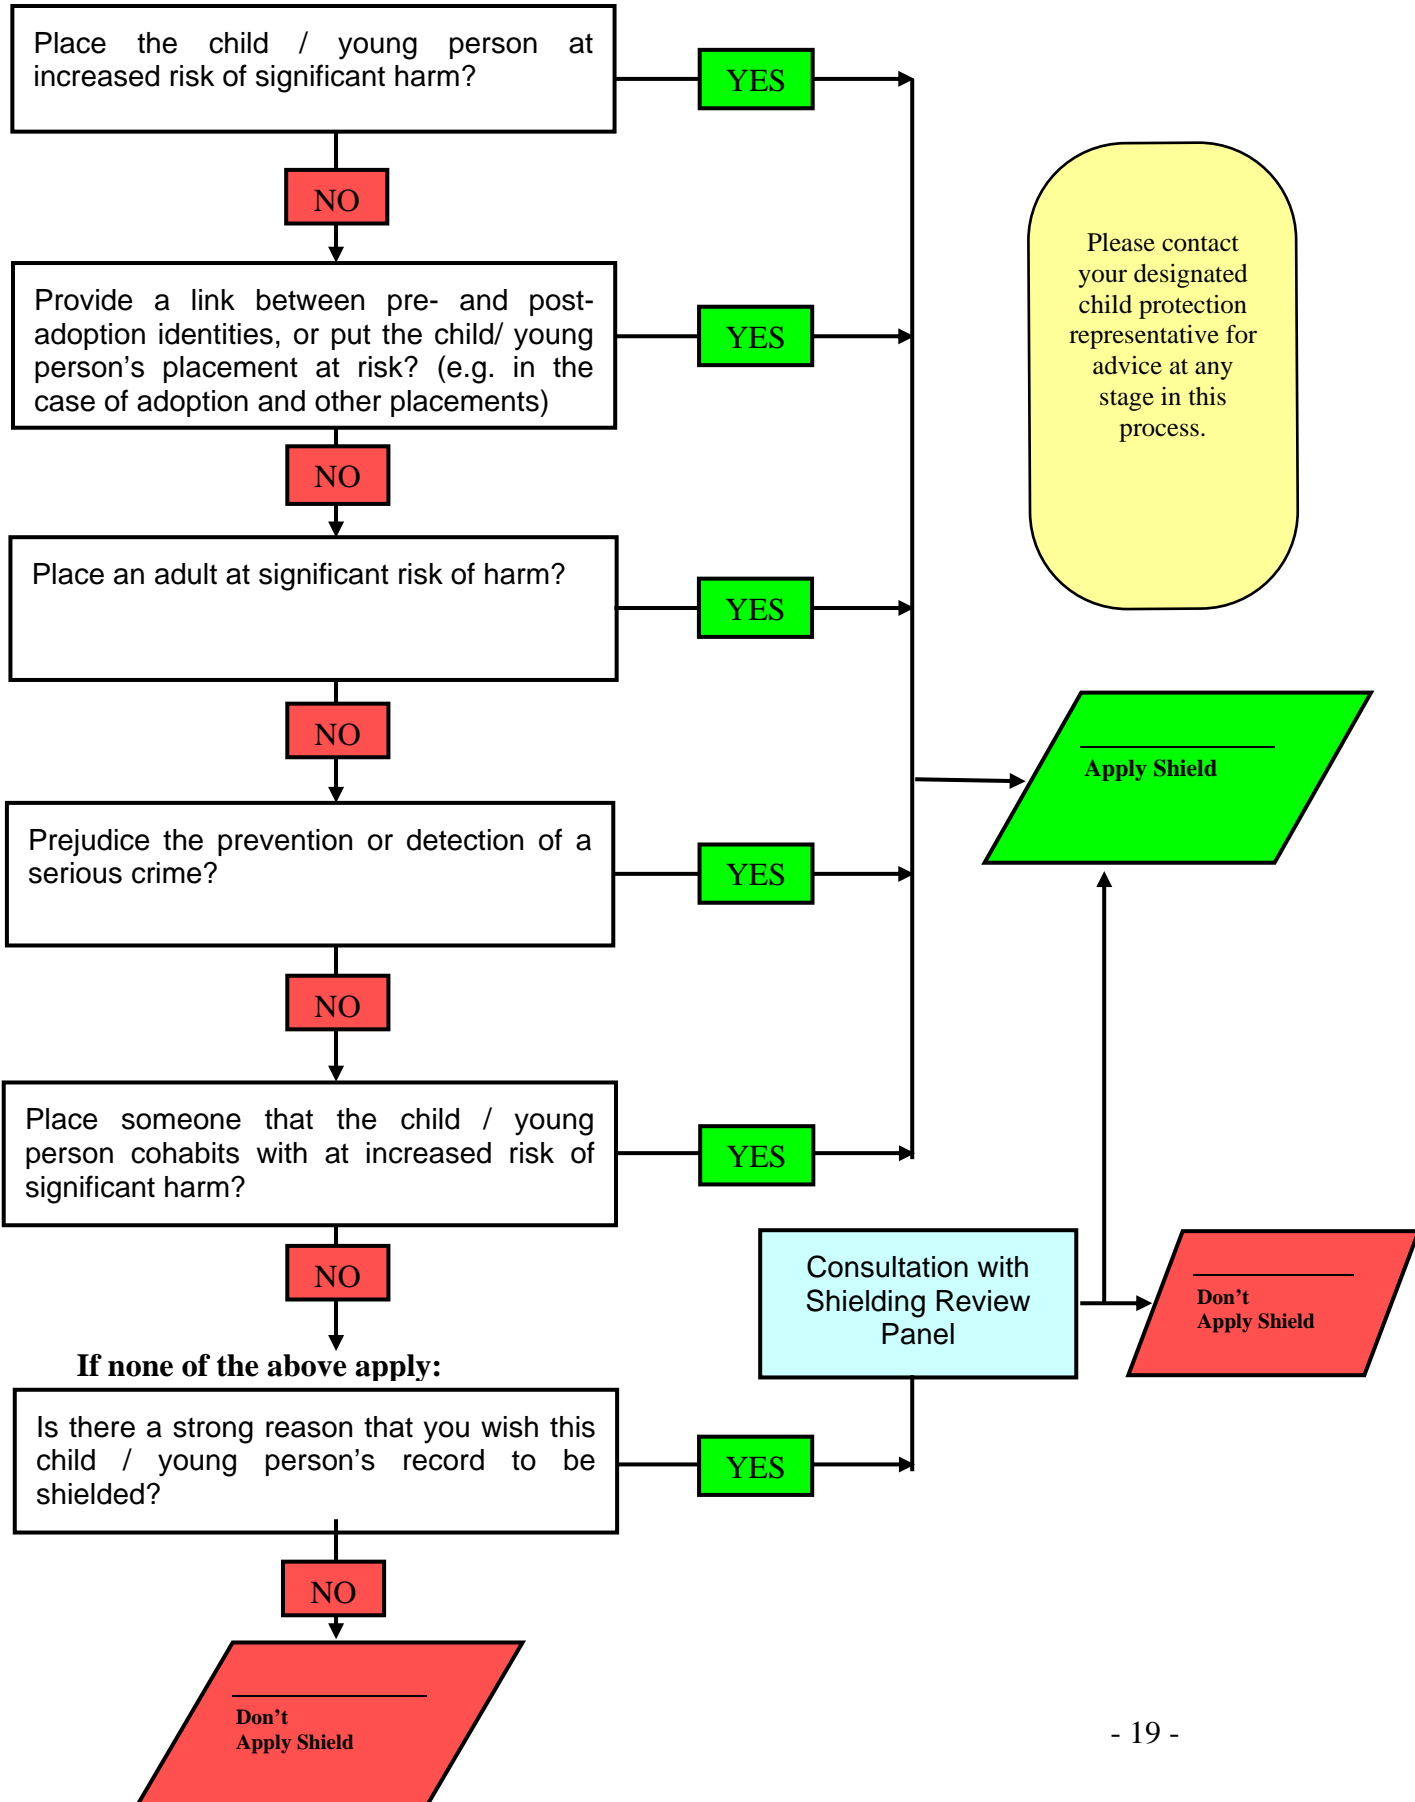 Place the child / young person at
increased risk of significant harm?
YES
NO
Please contact
your designated
child protection
representative for
advice at any
stage in this
process.
Provide a link between pre- and post-
adoption identities, or put the child/ young
person's placement at risk? (e.g. in the
case of adoption and other placements)
YES
NO
Place an adult at significant risk of harm?
YES
NO
Apply Shield
Prejudice the prevention or detection of a
serious crime?
YES
NO
Place someone that the child / young
person cohabits with at increased risk of
significant harm?
YES
NO
Consultation with
Shielding Review
Panel
Don't
Apply Shield
If none of the above apply:
Is there a strong reason that you wish this
child / young person's record to be
shielded?
YES
NO
Don't
Apply Shield
- 19 -